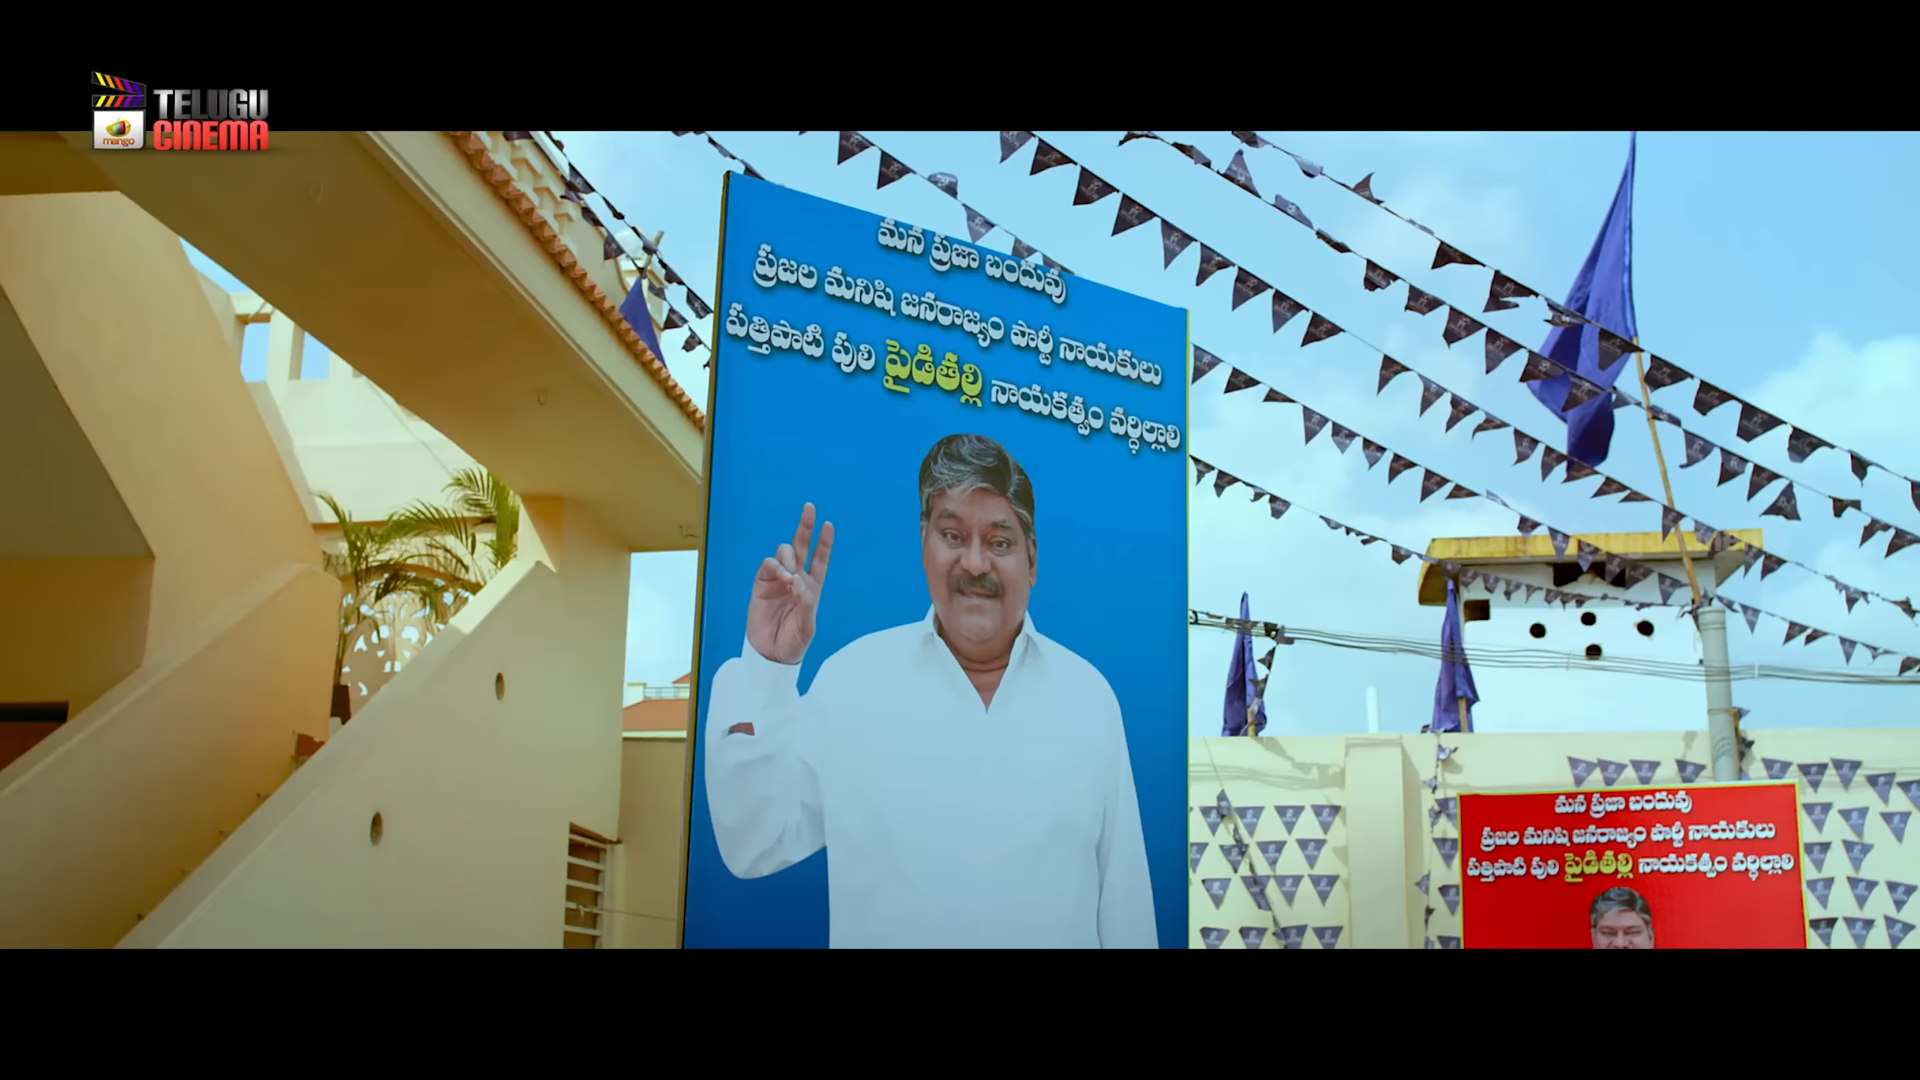 TELUGU
CINEMA
mango
మన ప్రజా బందువు
ప్రజల మనిషి జనరాజ్యం పార్టీ నాయకులు
పత్తిపాటి పులి పైడితల్లి నాయకత్వం వర్ధిల్లాలి
మన ప్రజా బందువు
ప్రజల మనిషి జనరాజ్యం పార్టీ నాయకులు
పత్తిపాటి పులి పైడితల్లి నాయకత్వం వర్ధిల్లాలి